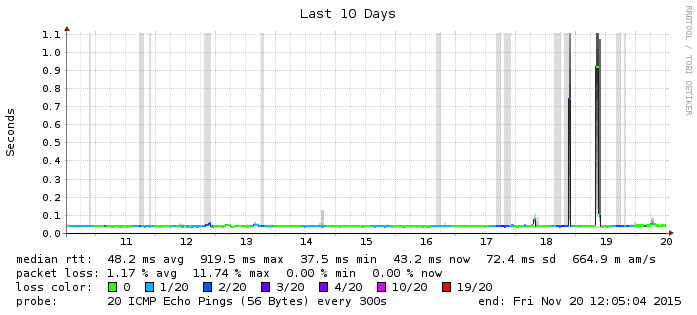 Last 10 Days
RRDTOOL / TOBI OETIKER
Seconds
1.1
1.0
0.9
0.8
0.7
0.6
0.5
0.4
0.3
0.2
0.1
0.0
11 12 13 14 15 16 17 18 19 20
median rtt: 48.2 ms avg 919.5 ms max 37.5 ms min 43.2 ms now 72.4 ms sd 664.9 m am/s
packet loss: 1.17 % avg 11.74 % max 0.00 % min 0.00 % now
loss color: 0 1/20 2/20 3/20 4/20 10/20 19/20
probe: 20 ICMP Echo Pings (56 Bytes) every 300s end: Fri Nov 20 12:05:04 2015